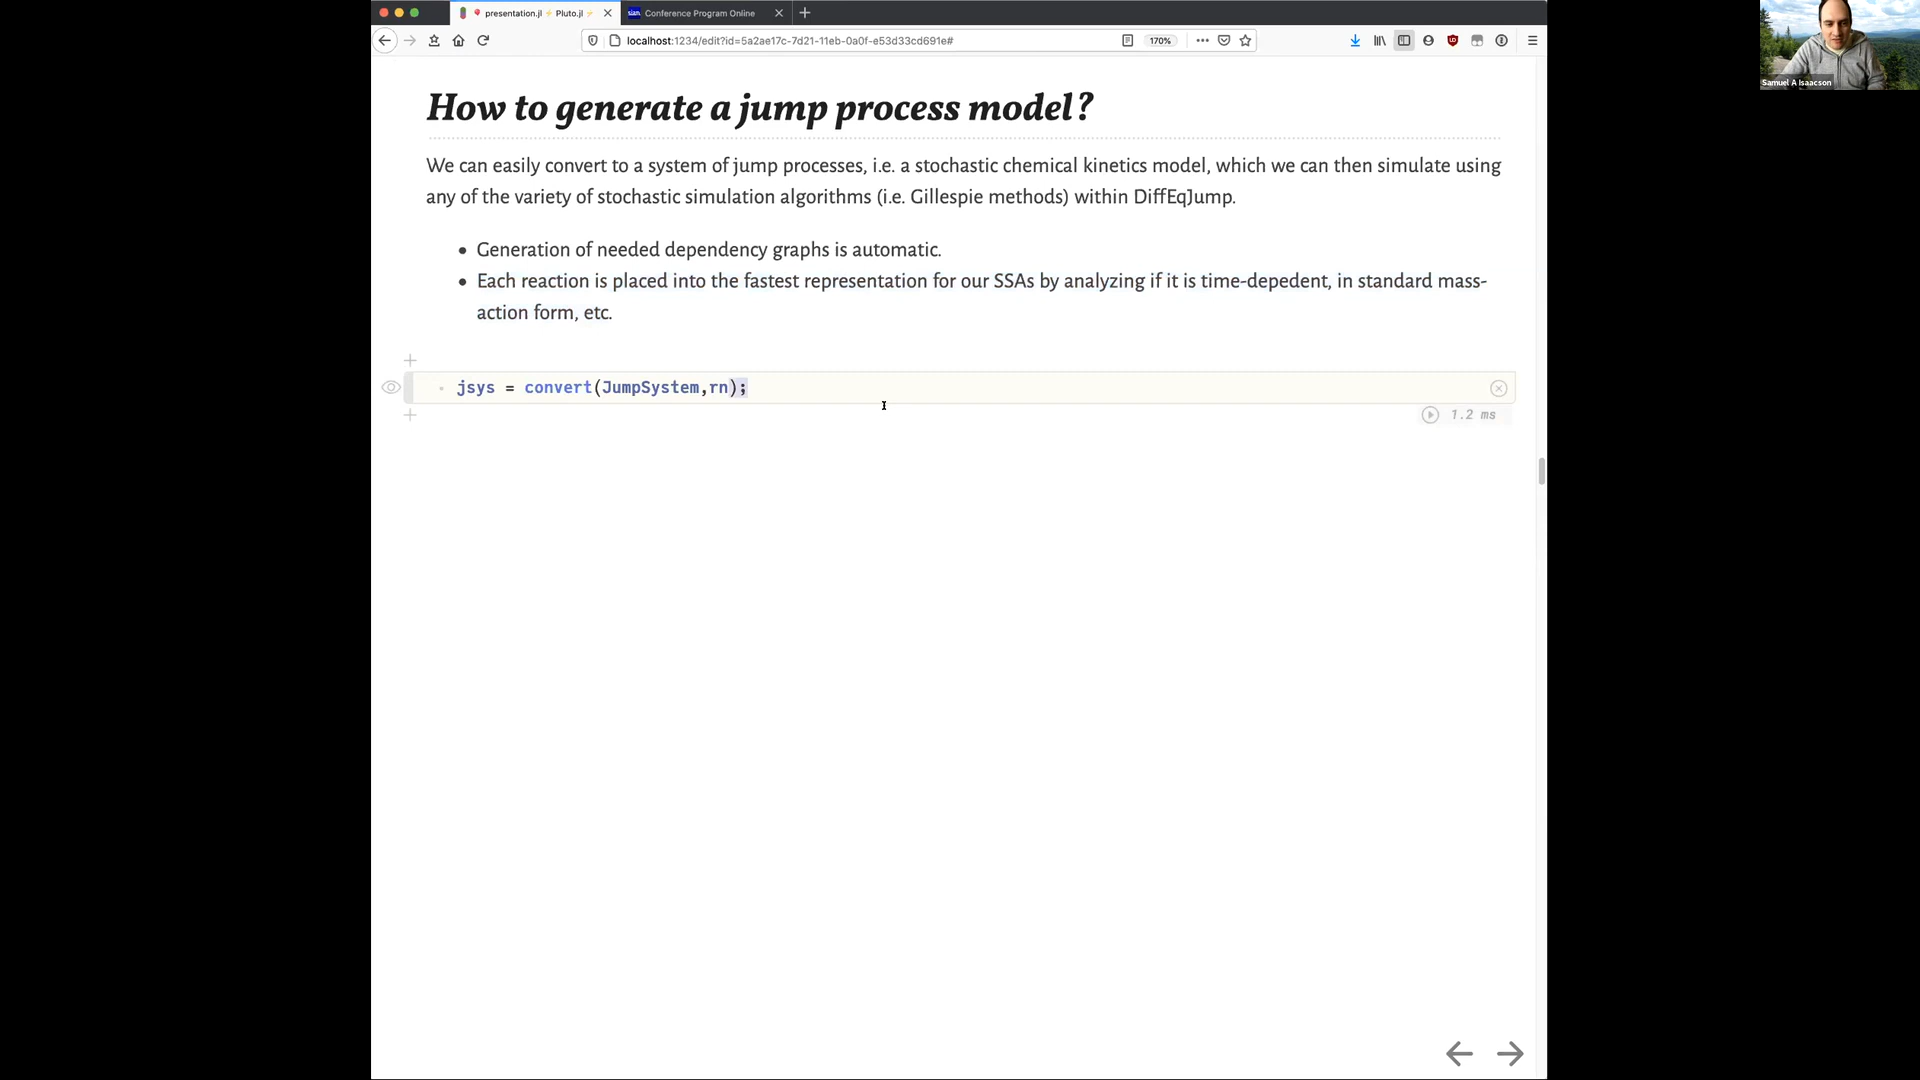 presentation.jl ⚡ Pluto.jl ⚡
Conference Program Online
localhost:1234/edit?id=5a2ae17c-7d21-11eb-0a0f-e53d33cd691e#
170%
Samuel A Isaacson
How to generate a jump process model?
We can easily convert to a system of jump processes, i.e. a stochastic chemical kinetics model, which we can then simulate using
any of the variety of stochastic simulation algorithms (i.e. Gillespie methods) within DiffEqJump.
• Generation of needed dependency graphs is automatic.
• Each reaction is placed into the fastest representation for our SSAs by analyzing if it is time-depedent, in standard mass-
action form, etc.
jsys = convert(JumpSystem,rn);
1.2 ms